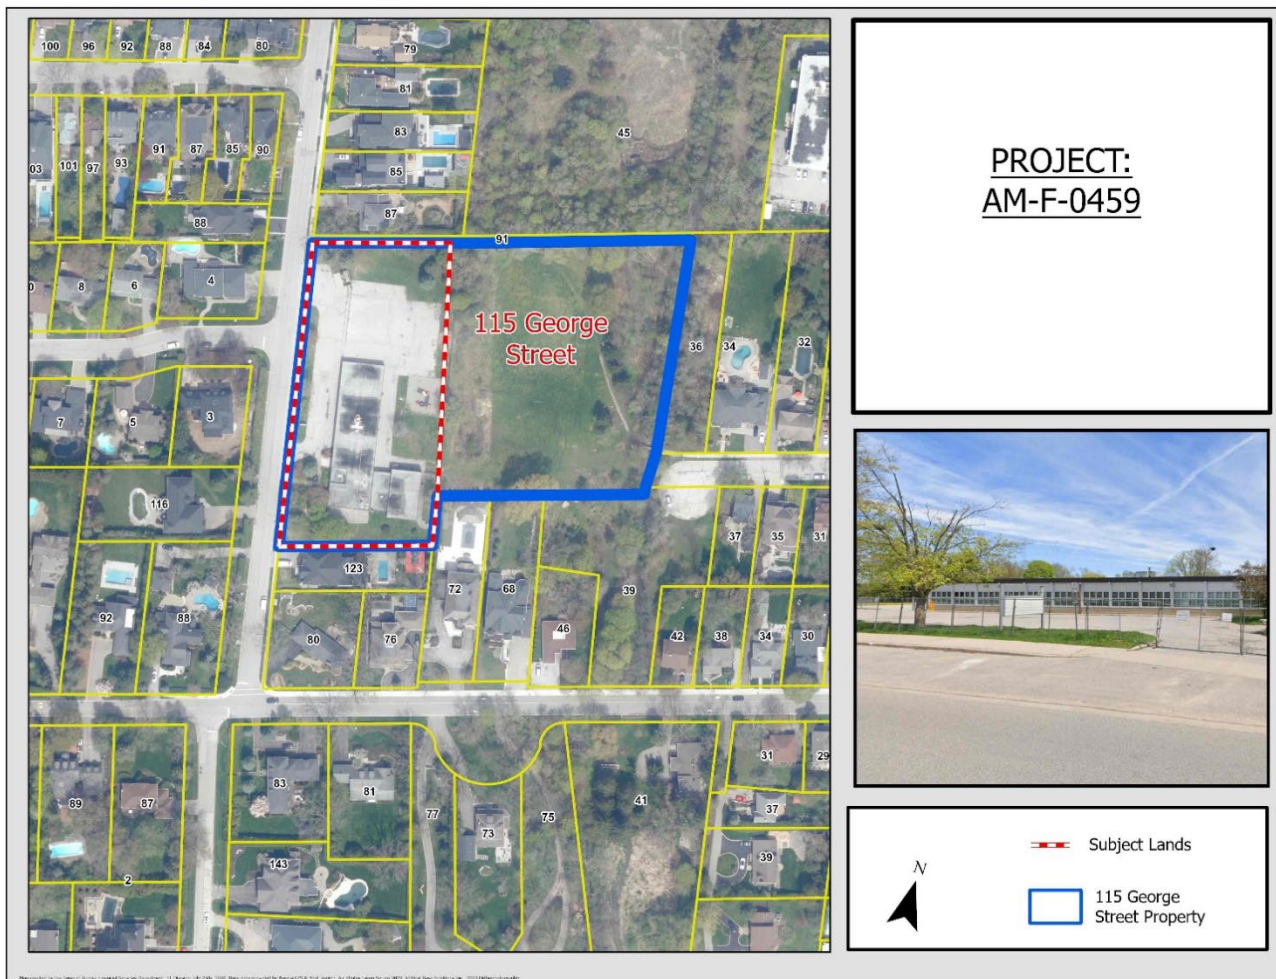 100 96 92 88 84 80
79
81
83
85
87
45
101 97 93 91 87 85 90
03
88
8 6 4
0
91
115 George
Street
36 34 32
7 5 3
116
123
37 35 31
92 88
80 76 72 68 46 39 42 38 34 30
89 87 83 81 77 73 75 41 31 29
37
39
143
2
PROJECT:
AM-F-0459
N
Subject Lands
115 George
Street Property